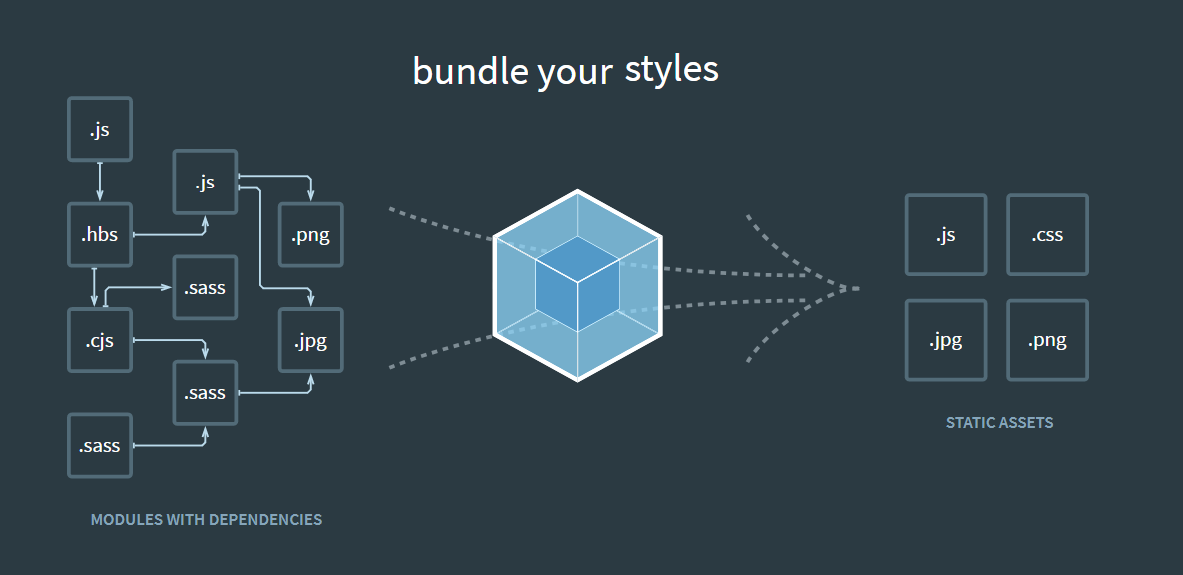 bundle your styles
.js
.js
.hbs
.png
.sass
.cjs
.jpg
.sass
.sass
MODULES WITH DEPENDENCIES
.js
.css
.jpg
.png
STATIC ASSETS